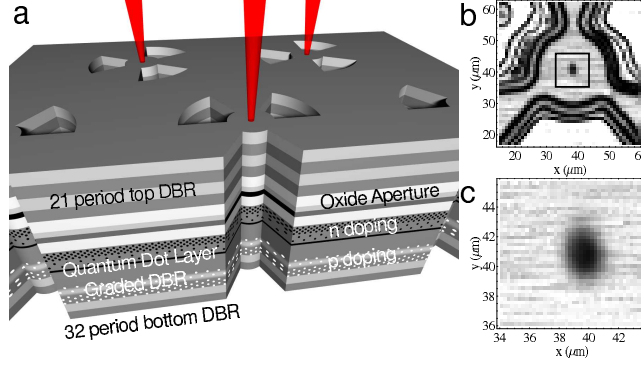 a
21 period top DBR
Oxide Aperture
n doping
Quantum Dot Layer
p doping
Graded DBR
32 period bottom DBR
b
60
50
40
30
20
y (μm)
20 30 40 50 60
x (μm)
c
44
42
40
38
36
y (μm)
34 36 38 40 42
x (μm)